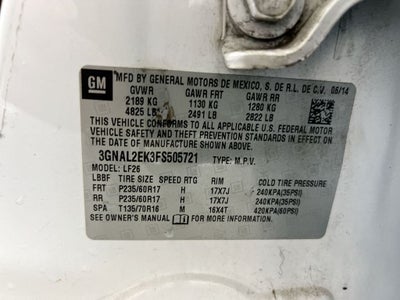 GM
MFD BY GENERAL MOTORS DE MEXICO, S. DE R.L. DE C.V. 05/14
GVWR GAWR FRT GAWR RR
2189 KG 1130 KG 1280 KG
4825 LB 2491 LB 2822 LB
THIS VEHICLE CONFORMS TO ALL APPLICABLE U.S. FEDERAL
MOTOR VEHICLE SAFETY, BUMPER, AND THEFT PREVENTION
STANDARDS IN EFFECT ON THE DATE OF MANUFACTURE
SHOWN ABOVE.
3GNAL2EK3FS505721 TYPE: M.P.V.
MODEL: LF26
LBBF TIRE SIZE SPEED RTG RIM COLD TIRE PRESSURE
FRT P235/60R17 H 17X7J 240KPA(35PSI)
RR P235/60R17 H 17X7J 240KPA(35PSI)
SPA T135/70R16 M 16X4T 420KPA(60PSI)
SEE OWNER MANUAL FOR MORE INFORMATION.